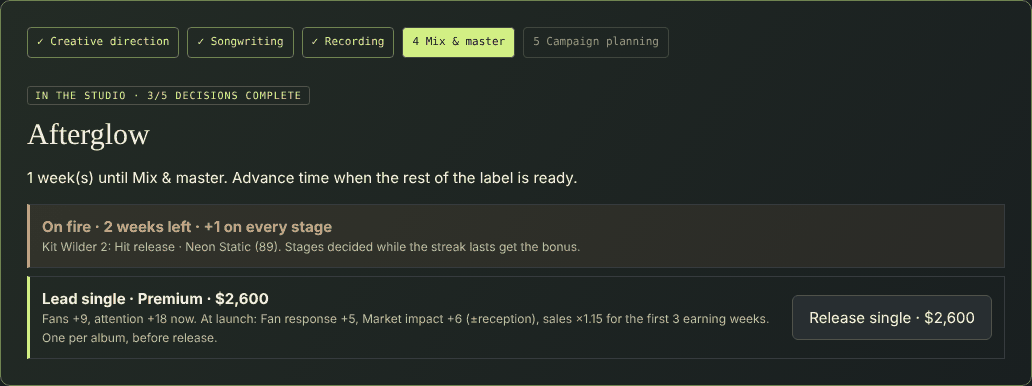 ✓ Creative direction
✓ Songwriting
✓ Recording
4 Mix & master
5 Campaign planning
IN THE STUDIO · 3/5 DECISIONS COMPLETE
Afterglow
1 week(s) until Mix & master. Advance time when the rest of the label is ready.
On fire · 2 weeks left · +1 on every stage
Kit Wilder 2: Hit release · Neon Static (89). Stages decided while the streak lasts get the bonus.
Lead single · Premium · $2,600
Fans +9, attention +18 now. At launch: Fan response +5, Market impact +6 (±reception), sales ×1.15 for the first 3 earning weeks.
One per album, before release.
Release single · $2,600